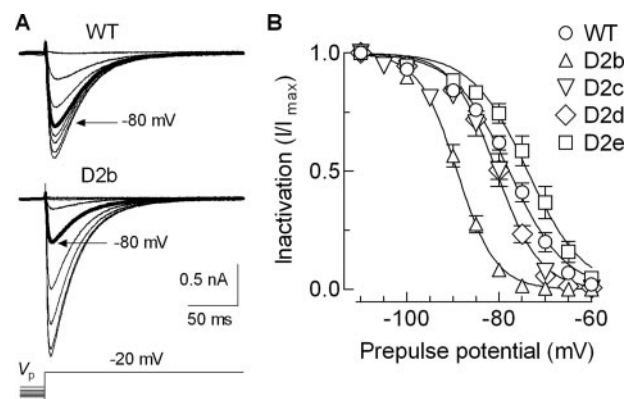 A
WT
-80 mV
D2b
-80 mV
0.5 nA
50 ms
-20 mV
Vp
B
WT
D2b
D2c
D2d
D2e
Inactivation (I/I max)
1.0
0.5
0.0
-100
-80
-60
Prepulse potential (mV)